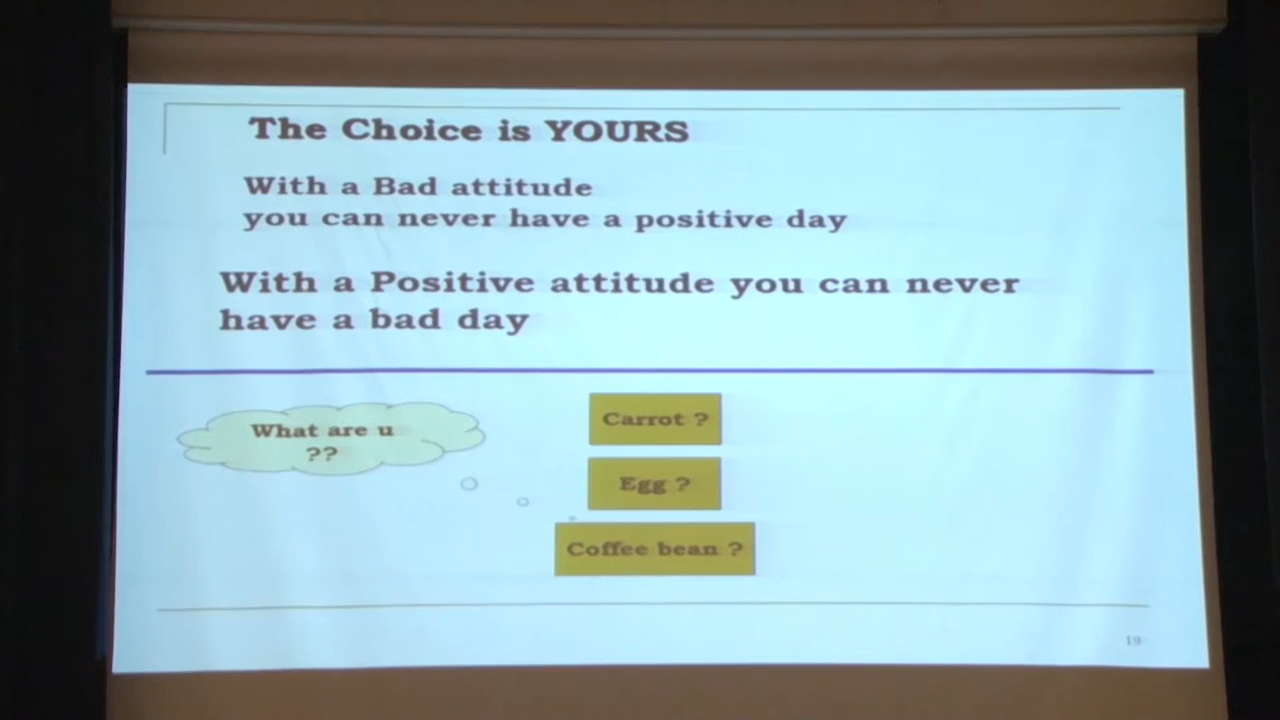 The Choice is YOURS
With a Bad attitude
you can never have a positive day
With a Positive attitude you can never
have a bad day
What are u
??
Carrot ?
Egg ?
Coffee bean ?
19